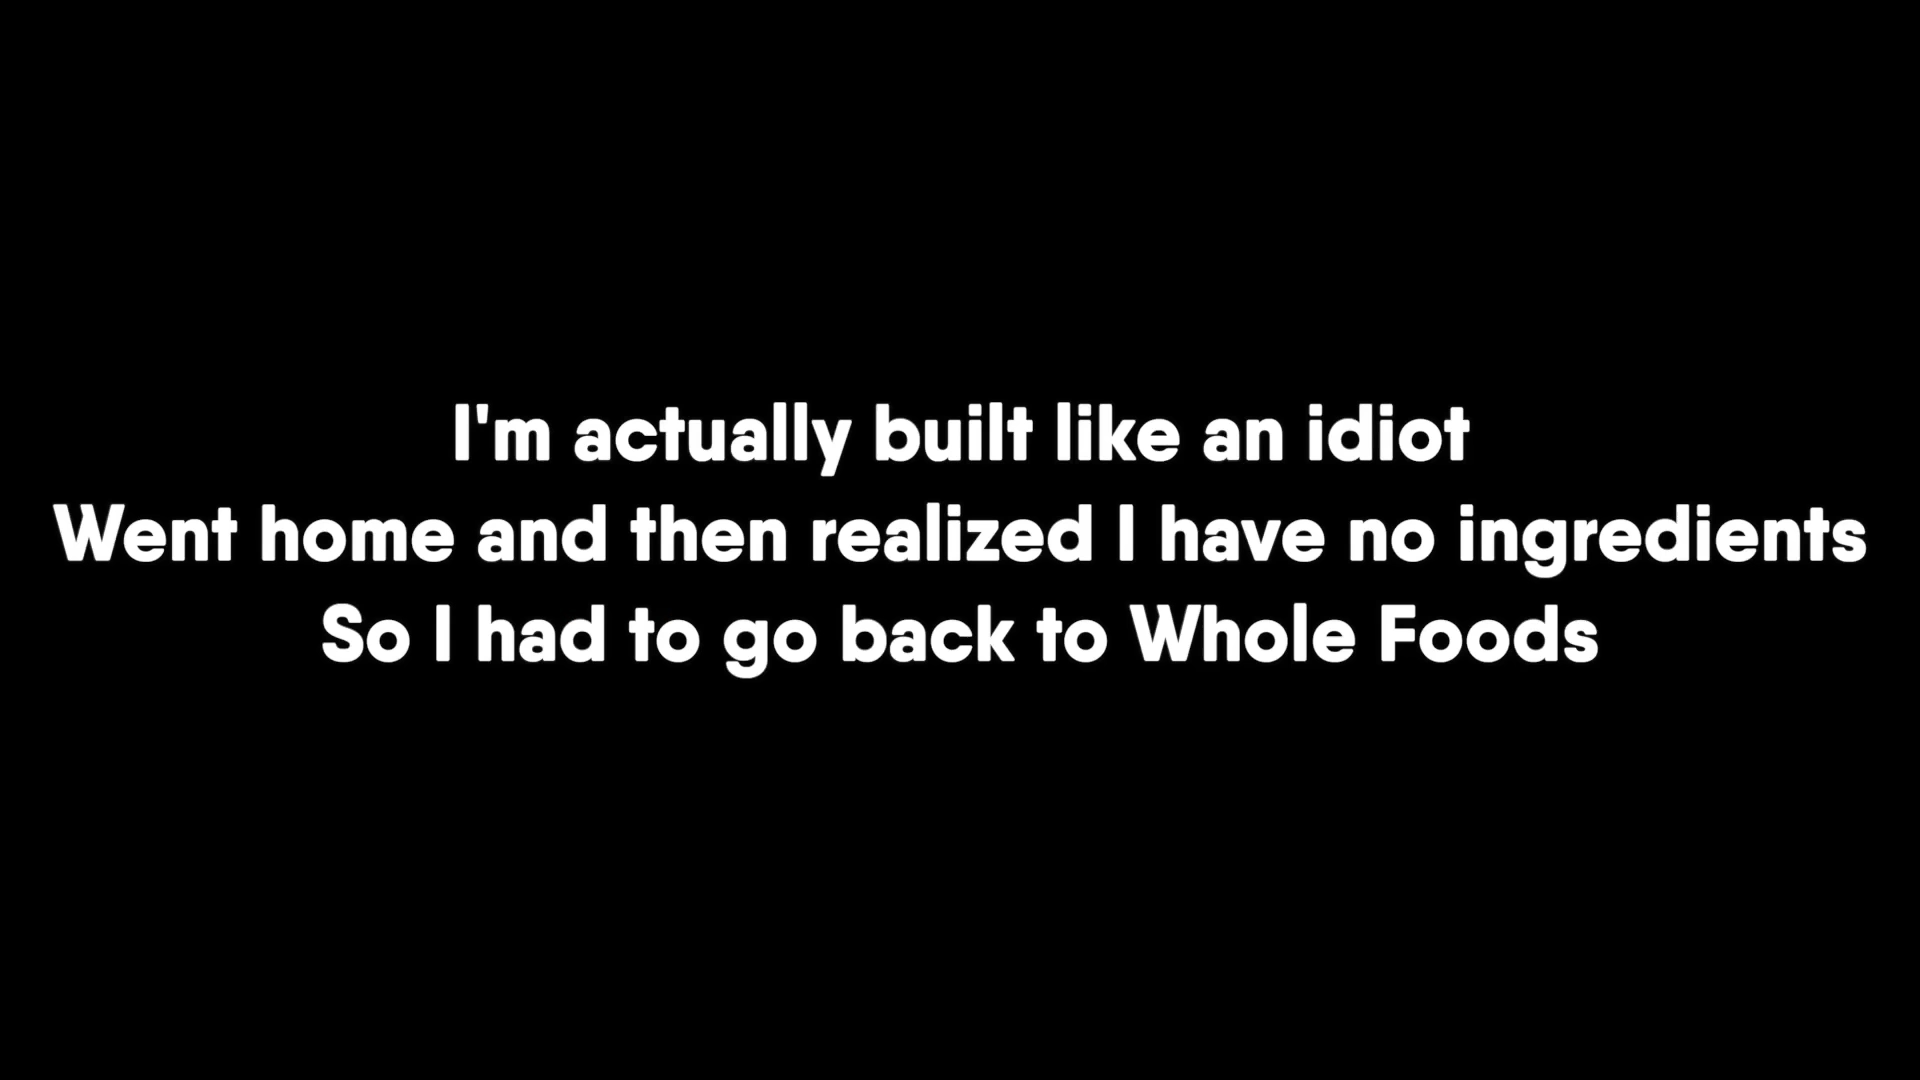 I'm actually built like an idiot
Went home and then realized I have no ingredients
So I had to go back to Whole Foods